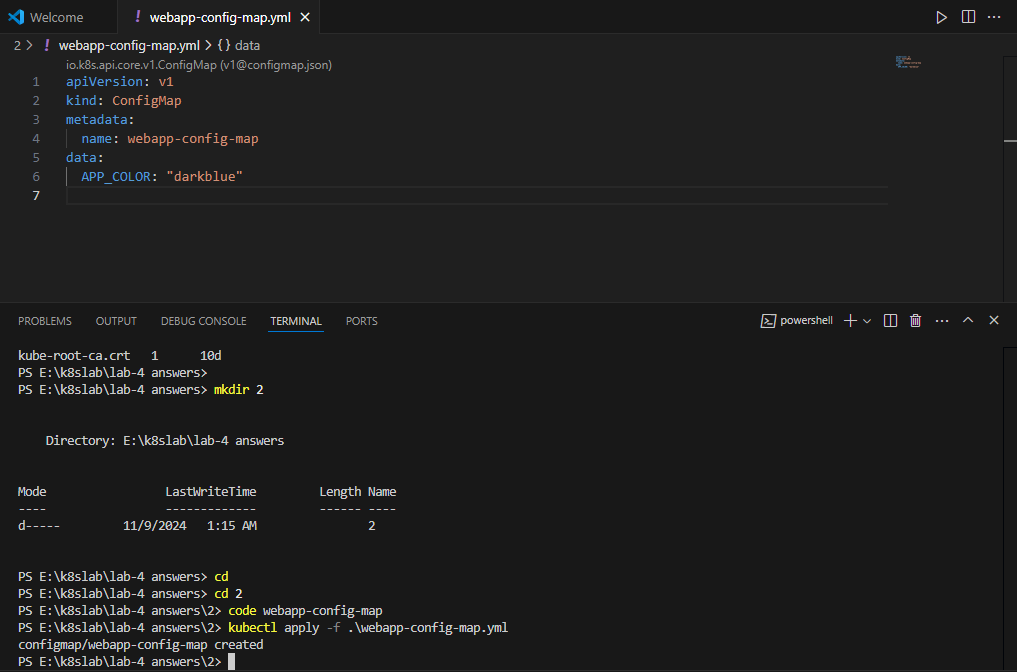 Welcome
! webapp-config-map.yml ×
2 > ! webapp-config-map.yml > {} data
io.k8s.api.core.v1.ConfigMap (v1@configmap.json)
1 apiVersion: v1
2 kind: ConfigMap
3 metadata:
4   name: webapp-config-map
5 data:
6   APP_COLOR: "darkblue"
7
PROBLEMS OUTPUT DEBUG CONSOLE TERMINAL PORTS powershell
kube-root-ca.crt   1      10d
PS E:\k8slab\lab-4 answers>
PS E:\k8slab\lab-4 answers> mkdir 2
    Directory: E:\k8slab\lab-4 answers
Mode                 LastWriteTime         Length Name
----                 -------------         ------ ----
d-----         11/9/2024   1:15 AM                2
PS E:\k8slab\lab-4 answers> cd
PS E:\k8slab\lab-4 answers> cd 2
PS E:\k8slab\lab-4 answers\2> code webapp-config-map
PS E:\k8slab\lab-4 answers\2> kubectl apply -f .\webapp-config-map.yml
configmap/webapp-config-map created
PS E:\k8slab\lab-4 answers\2>